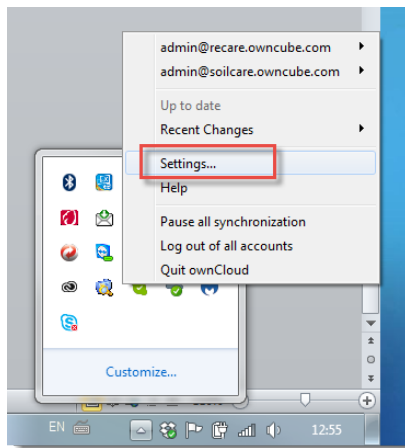 admin@recare.owncube.com
admin@soilcare.owncube.com
Up to date
Recent Changes
Settings...
Help
Pause all synchronization
Log out of all accounts
Quit ownCloud
Customize...
EN
12:55